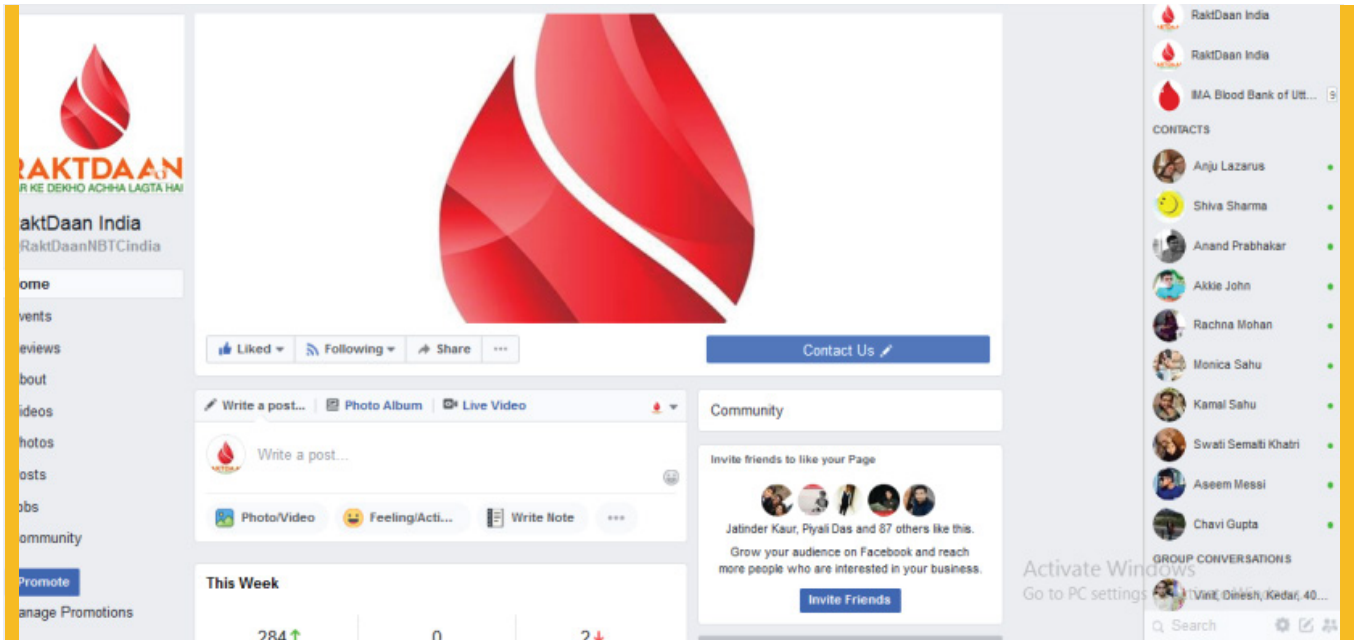 RAKTDAAN
R KE DEKHO ACHHA LAGTA HAI
aktDaan India
RaktDaanNBTCindia
ome
vents
eviews
bout
ideos
hotos
osts
obs
ommunity
Promote
anage Promotions
Liked
Following
Share
Contact Us
Write a post...
Photo Album
Live Video
Write a post...
Photo/Video
Feeling/Acti...
Write Note
This Week
284
0
2
Community
Invite friends to like your Page
Jatinder Kaur, Piyali Das and 87 others like this.
Grow your audience on Facebook and reach
more people who are interested in your business.
Invite Friends
RaktDaan India
RaktDaan India
IMA Blood Bank of Utt... 9
CONTACTS
Anju Lazarus
Shiva Sharma
Anand Prabhakar
Akkie John
Rachna Mohan
Monica Sahu
Kamal Sahu
Swati Semalti Khatri
Aseem Messi
Chavi Gupta
GROUP CONVERSATIONS
Vinit, Dinesh, Kedar, 40...
Search
Activate Windows
Go to PC settings